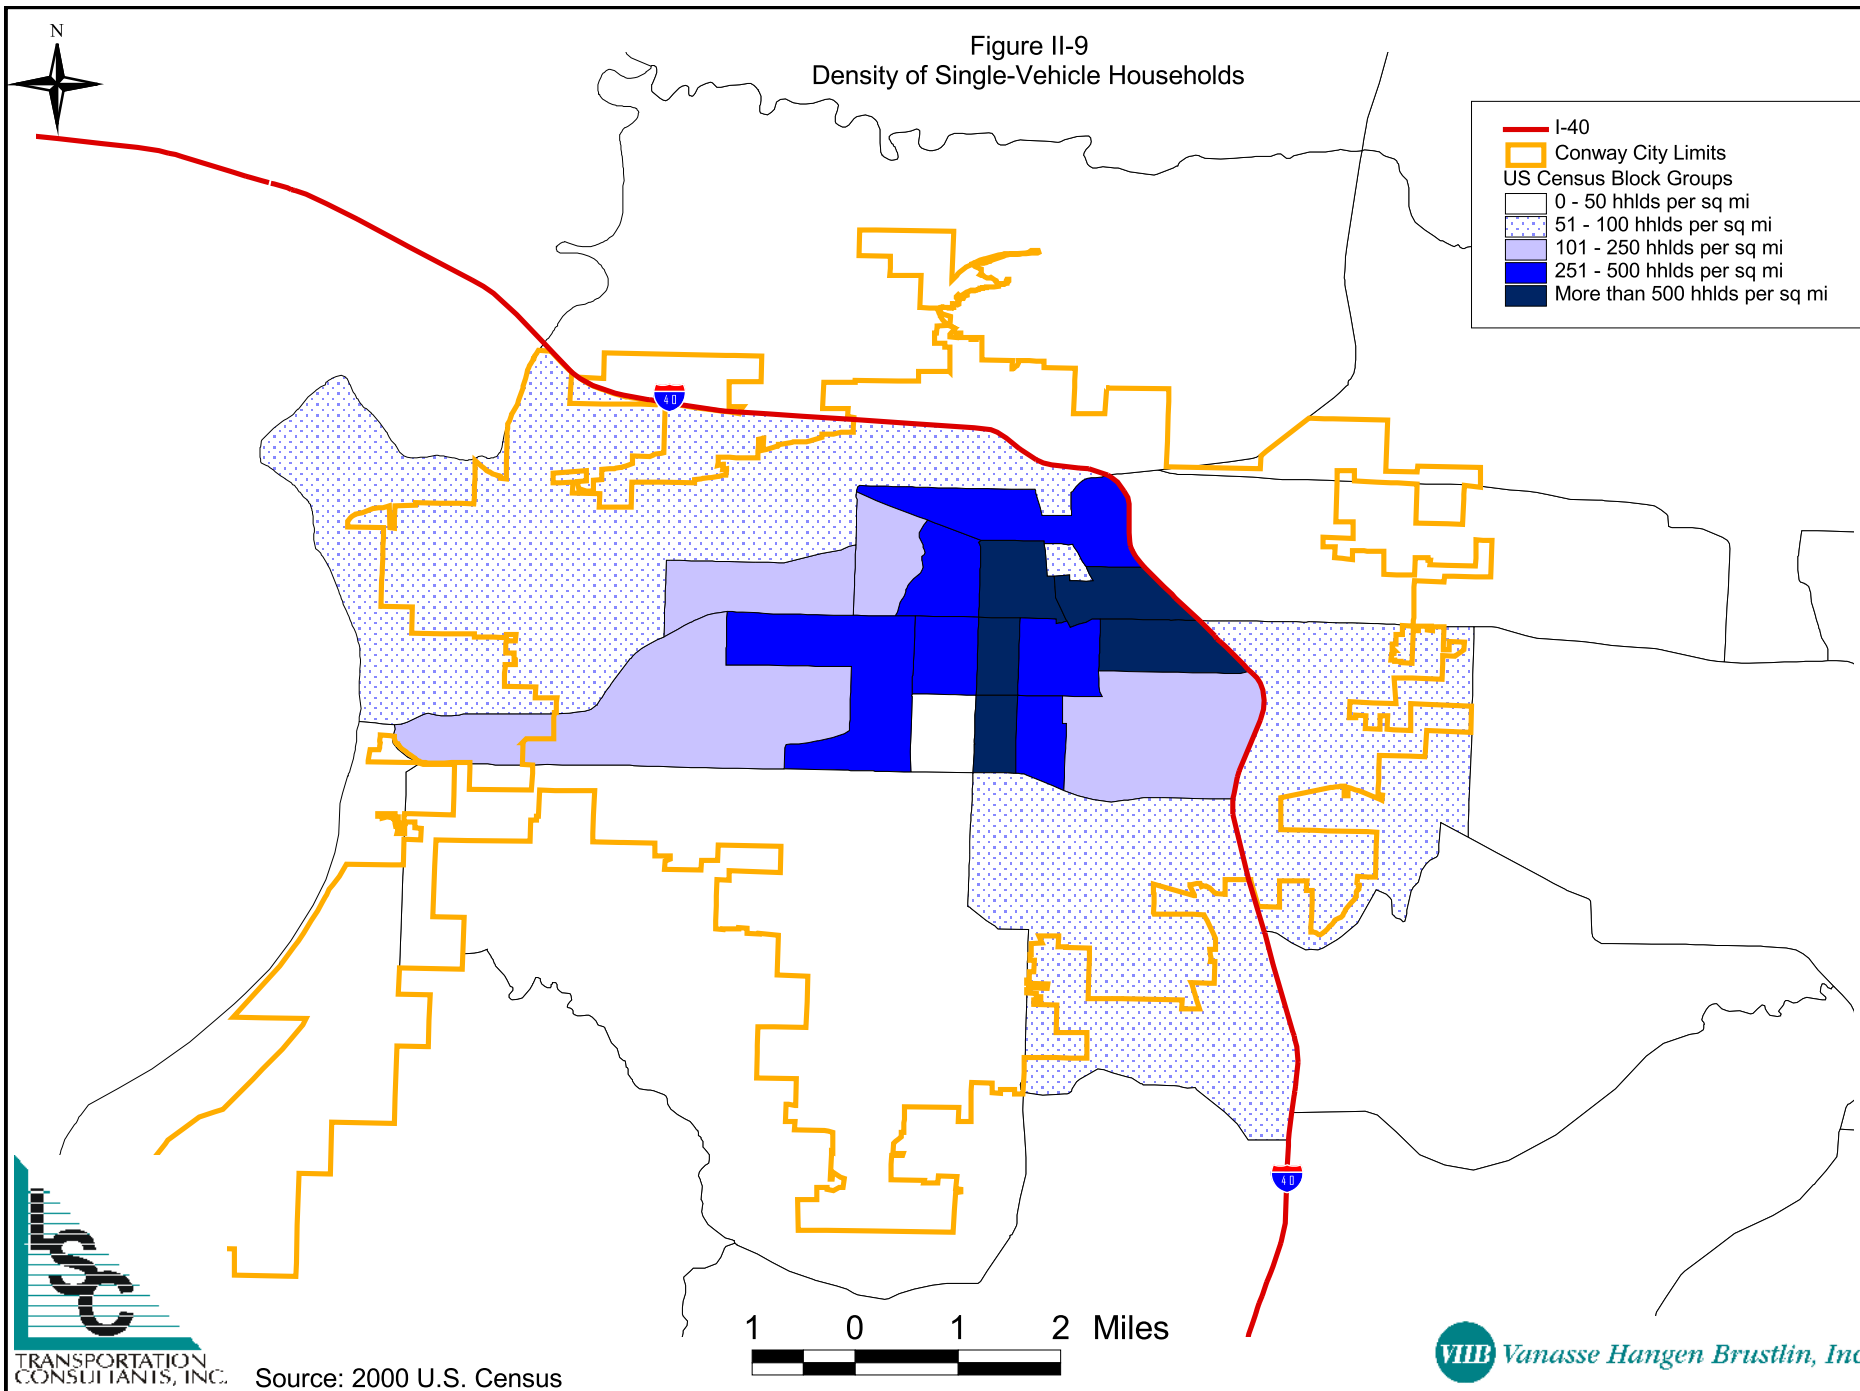 N
Figure II-9
Density of Single-Vehicle Households
I-40
Conway City Limits
US Census Block Groups
0 - 50 hhlds per sq mi
51 - 100 hhlds per sq mi
101 - 250 hhlds per sq mi
251 - 500 hhlds per sq mi
More than 500 hhlds per sq mi
40
40
1 0 1 2 Miles
LSC
TRANSPORTATION
CONSULTANTS, INC.
Source: 2000 U.S. Census
VHB Vanasse Hangen Brustlin, Inc